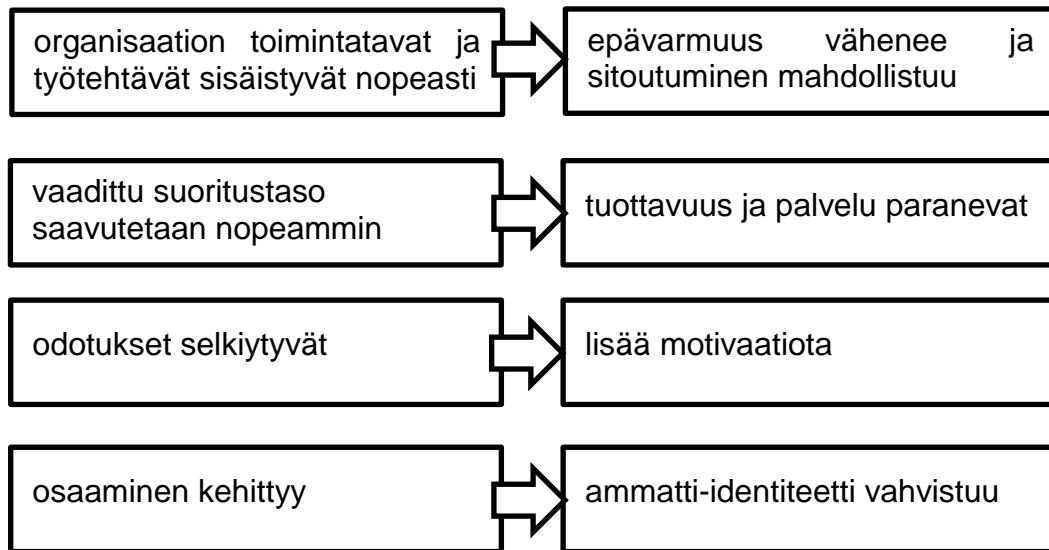 organisaation toimintatavat ja
työtehtävät sisäistyvät nopeasti
epävarmuus vähenee ja
sitoutuminen mahdollistuu
vaadittu suoritustaso
saavutetaan nopeammin
tuottavuus ja palvelu paranevat
odotukset selkiytyvät
lisää motivaatiota
osaaminen kehittyy
ammatti-identiteetti vahvistuu